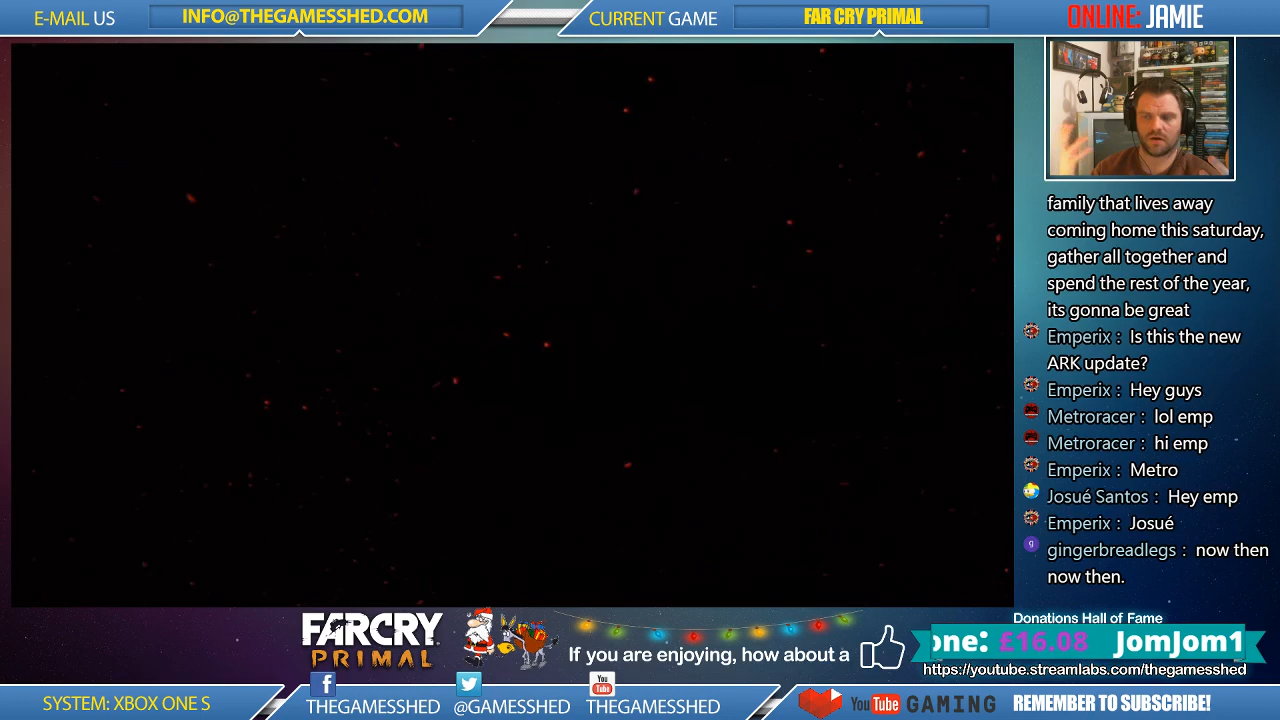 E-MAIL US
INFO@THEGAMESSHED.COM
CURRENT GAME
FAR CRY PRIMAL
ONLINE: JAMIE
family that lives away
coming home this saturday,
gather all together and
spend the rest of the year,
its gonna be great
Emperix : Is this the new
ARK update?
Emperix : Hey guys
Metroracer : lol emp
Metroracer : hi emp
Emperix : Metro
Josué Santos : Hey emp
Emperix : Josué
g gingerbreadlegs : now then
now then.
FARCRY
PRIMAL
If you are enjoying, how about a
Donations Hall of Fame
one: £16.08 JomJom1
https://youtube.streamlabs.com/thegamesshed
SYSTEM: XBOX ONE S
THEGAMESSHED
@GAMESSHED
You Tube
THEGAMESSHED
YouTube GAMING
REMEMBER TO SUBSCRIBE!